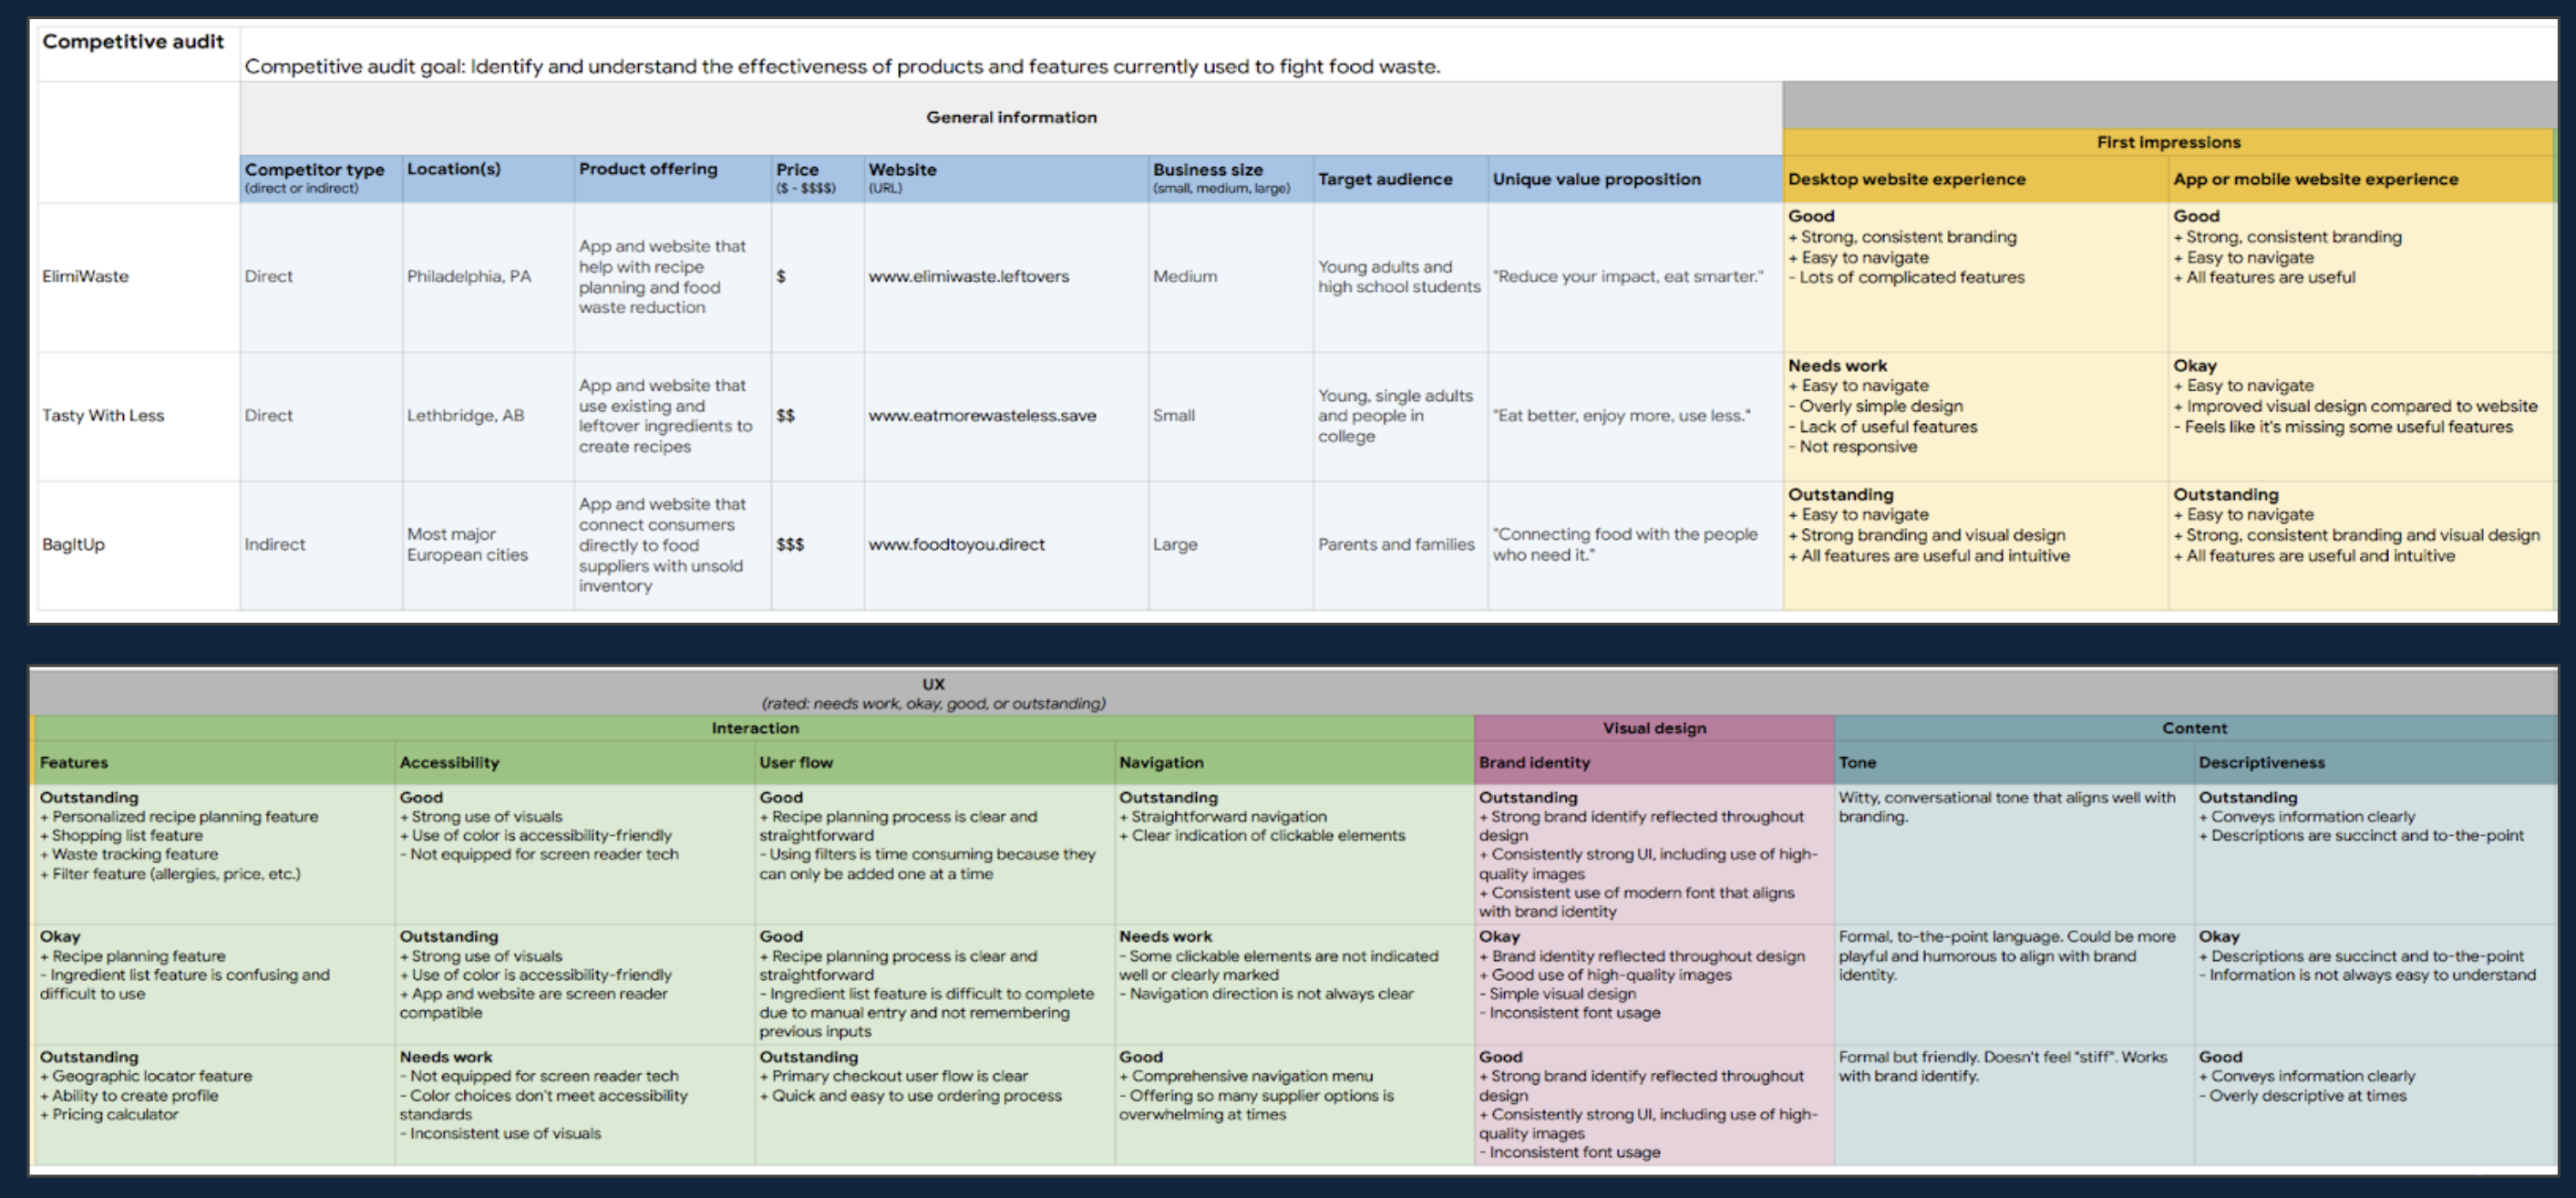 Competitive audit
Competitive audit goal: Identify and understand the effectiveness of products and features currently used to fight food waste.
General information
First impressions
Competitor type
(direct or indirect)
Location(s)
Product offering
Price
($ - $$$$)
Website
(URL)
Business size
(small, medium, large)
Target audience
Unique value proposition
Desktop website experience
App or mobile website experience
ElimiWaste
Direct
Philadelphia, PA
App and website that
help with recipe
planning and food
waste reduction
$
www.elimiwaste.leftovers
Medium
Young adults and
high school students
"Reduce your impact, eat smarter."
Good
+ Strong, consistent branding
+ Easy to navigate
- Lots of complicated features
Good
+ Strong, consistent branding
+ Easy to navigate
+ All features are useful
Tasty With Less
Direct
Lethbridge, AB
App and website that
use existing and
leftover ingredients to
create recipes
$$
www.eatmorewasteless.save
Small
Young, single adults
and people in
college
"Eat better, enjoy more, use less."
Needs work
+ Easy to navigate
- Overly simple design
- Lack of useful features
- Not responsive
Okay
+ Easy to navigate
+ Improved visual design compared to website
- Feels like it's missing some useful features
BagItUp
Indirect
Most major
European cities
App and website that
connect consumers
directly to food
suppliers with unsold
inventory
$$$
www.foodtoyou.direct
Large
Parents and families
"Connecting food with the people
who need it."
Outstanding
+ Easy to navigate
+ Strong branding and visual design
+ All features are useful and intuitive
Outstanding
+ Easy to navigate
+ Strong, consistent branding and visual design
+ All features are useful and intuitive
UX
(rated: needs work, okay, good, or outstanding)
Interaction
Visual design
Content
Features
Accessibility
User flow
Navigation
Brand identity
Tone
Descriptiveness
Outstanding
+ Personalized recipe planning feature
+ Shopping list feature
+ Waste tracking feature
+ Filter feature (allergies, price, etc.)
Good
+ Strong use of visuals
+ Use of color is accessibility-friendly
- Not equipped for screen reader tech
Good
+ Recipe planning process is clear and
straightforward
- Using filters is time consuming because they
can only be added one at a time
Outstanding
+ Straightforward navigation
+ Clear indication of clickable elements
Outstanding
+ Strong brand identify reflected throughout
design
+ Consistently strong UI, including use of high-
quality images
+ Consistent use of modern font that aligns
with brand identity
Witty, conversational tone that aligns well with
branding.
Outstanding
+ Conveys information clearly
+ Descriptions are succinct and to-the-point
Okay
+ Recipe planning feature
- Ingredient list feature is confusing and
difficult to use
Outstanding
+ Strong use of visuals
+ Use of color is accessibility-friendly
+ App and website are screen reader
compatible
Good
+ Recipe planning process is clear and
straightforward
- Ingredient list feature is difficult to complete
due to manual entry and not remembering
previous inputs
Needs work
- Some clickable elements are not indicated
well or clearly marked
- Navigation direction is not always clear
Okay
+ Brand identity reflected throughout design
+ Good use of high-quality images
- Simple visual design
- Inconsistent font usage
Formal, to-the-point language. Could be more
playful and humorous to align with brand
identity.
Okay
+ Descriptions are succinct and to-the-point
- Information is not always easy to understand
Outstanding
+ Geographic locator feature
+ Ability to create profile
+ Pricing calculator
Needs work
- Not equipped for screen reader tech
- Color choices don't meet accessibility
standards
- Inconsistent use of visuals
Outstanding
+ Primary checkout user flow is clear
+ Quick and easy to use ordering process
Good
+ Comprehensive navigation menu
- Offering so many supplier options is
overwhelming at times
Good
+ Strong brand identify reflected throughout
design
+ Consistently strong UI, including use of high-
quality images
- Inconsistent font usage
Formal but friendly. Doesn't feel "stiff". Works
with brand identify.
Good
+ Conveys information clearly
- Overly descriptive at times